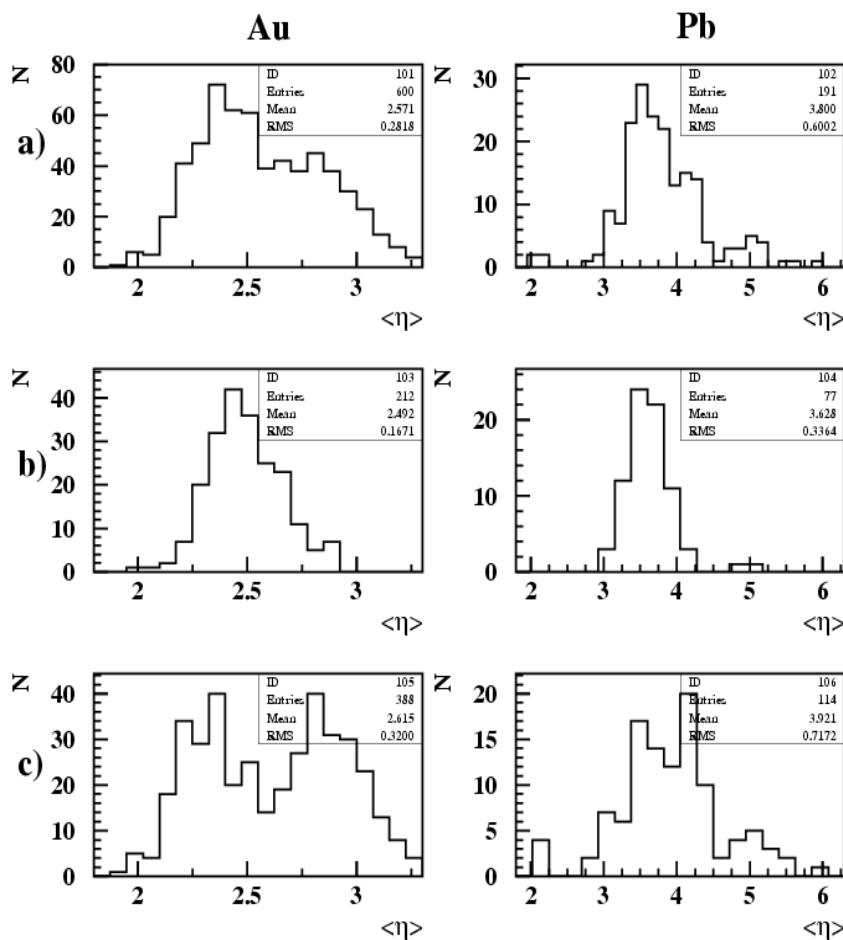 Au Pb
a)
N
80
60
40
20
0
ID 101
Entries 600
Mean 2.571
RMS 0.2818
2 2.5 3
<η>
N
30
20
10
0
ID 102
Entries 191
Mean 3.800
RMS 0.6002
2 3 4 5 6
<η>
b)
N
40
30
20
10
0
ID 103
Entries 212
Mean 2.492
RMS 0.1671
2 2.5 3
<η>
N
20
10
0
ID 104
Entries 77
Mean 3.628
RMS 0.3364
2 3 4 5 6
<η>
c)
N
40
30
20
10
0
ID 105
Entries 388
Mean 2.615
RMS 0.3200
2 2.5 3
<η>
N
20
15
10
5
0
ID 106
Entries 114
Mean 3.921
RMS 0.7172
2 3 4 5 6
<η>